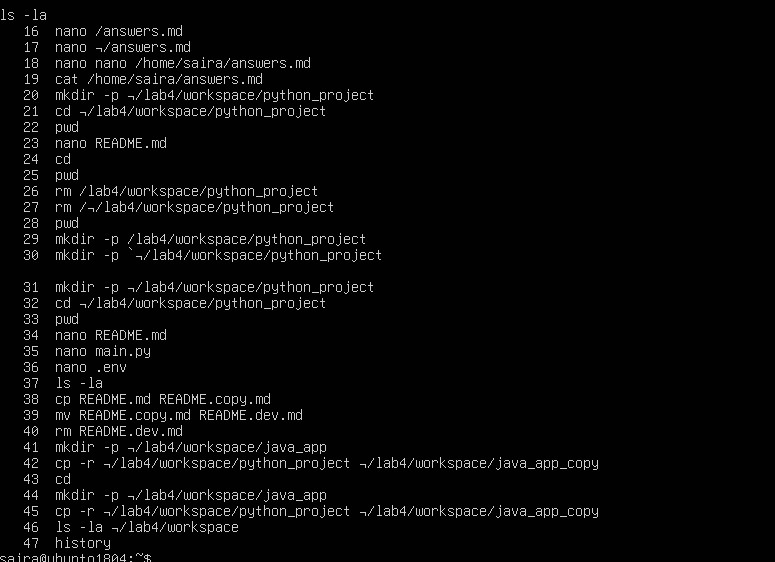 ls -la
16 nano /answers.md
17 nano ¬/answers.md
18 nano nano /home/saira/answers.md
19 cat /home/saira/answers.md
20 mkdir -p ¬/lab4/workspace/python_project
21 cd ¬/lab4/workspace/python_project
22 pwd
23 nano README.md
24 cd
25 pwd
26 rm /lab4/workspace/python_project
27 rm /¬/lab4/workspace/python_project
28 pwd
29 mkdir -p /lab4/workspace/python_project
30 mkdir -p `¬/lab4/workspace/python_project
31 mkdir -p ¬/lab4/workspace/python_project
32 cd ¬/lab4/workspace/python_project
33 pwd
34 nano README.md
35 nano main.py
36 nano .env
37 ls -la
38 cp README.md README.copy.md
39 mv README.copy.md README.dev.md
40 rm README.dev.md
41 mkdir -p ¬/lab4/workspace/java_app
42 cp -r ¬/lab4/workspace/python_project ¬/lab4/workspace/java_app_copy
43 cd
44 mkdir -p ¬/lab4/workspace/java_app
45 cp -r ¬/lab4/workspace/python_project ¬/lab4/workspace/java_app_copy
46 ls -la ¬/lab4/workspace
47 history
saira@ubunto1804:~$